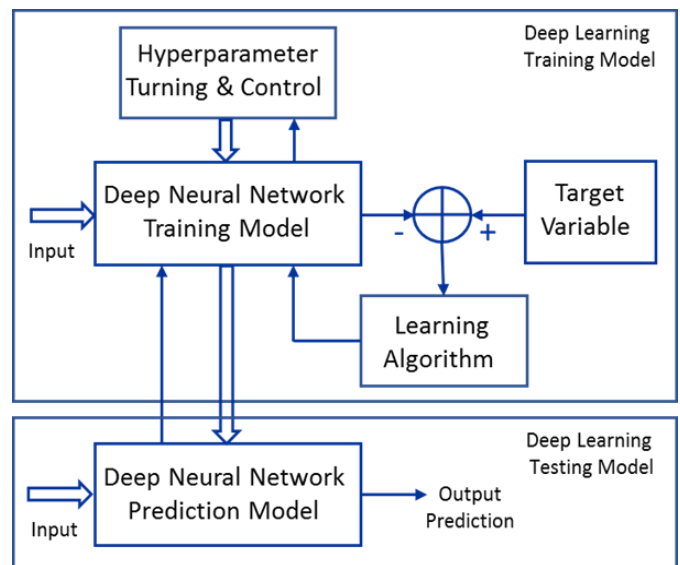 Deep Learning
Training Model
Hyperparameter
Turning & Control
Deep Neural Network
Training Model
Input
-
+
Target
Variable
Learning
Algorithm
Deep Learning
Testing Model
Deep Neural Network
Prediction Model
Input
Output
Prediction